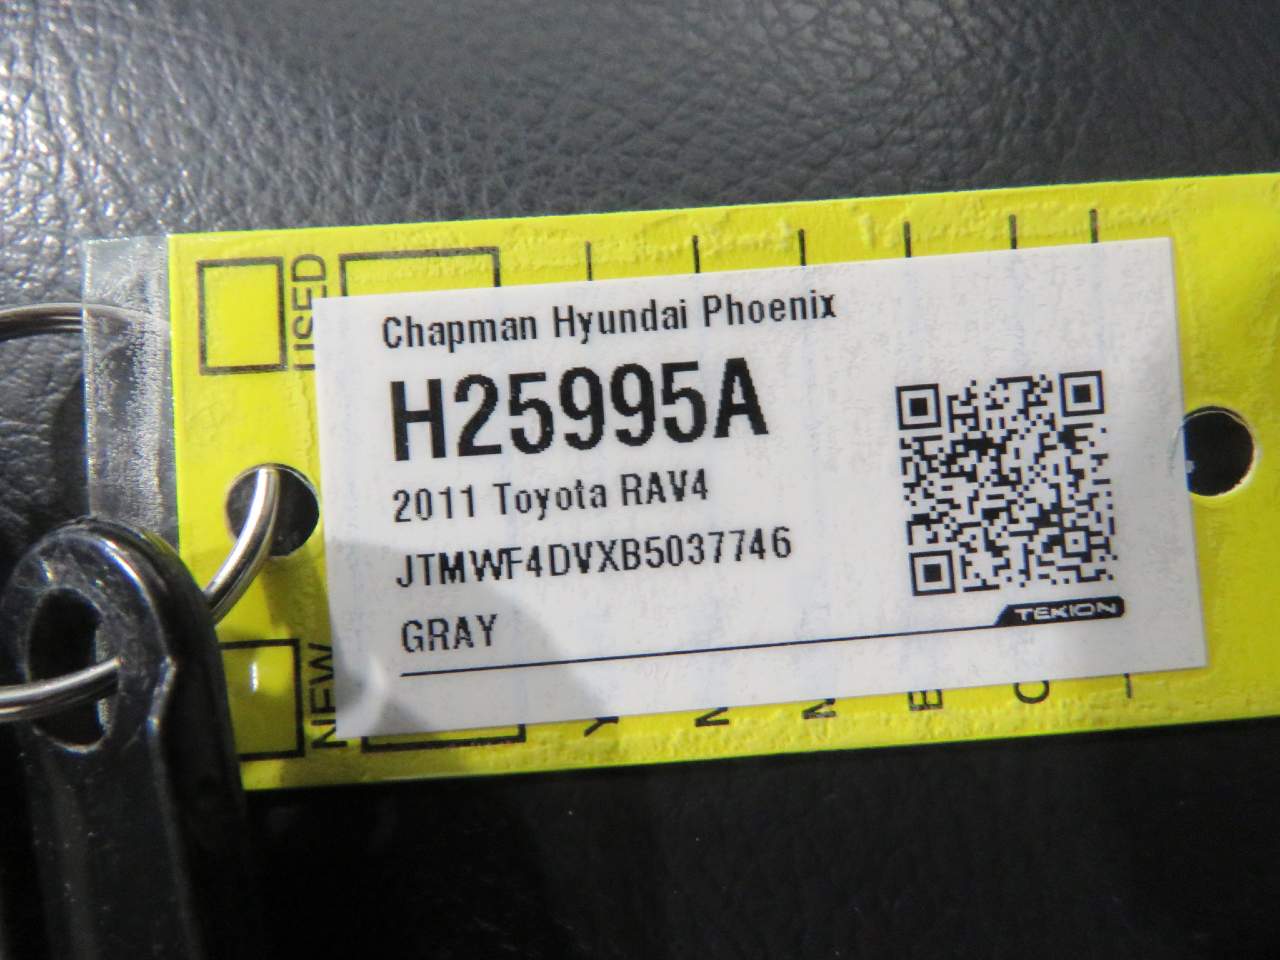 USED
Chapman Hyundai Phoenix
H25995A
2011 Toyota RAV4
JTMWF4DVXB5037746
GRAY
TEKION
NEW